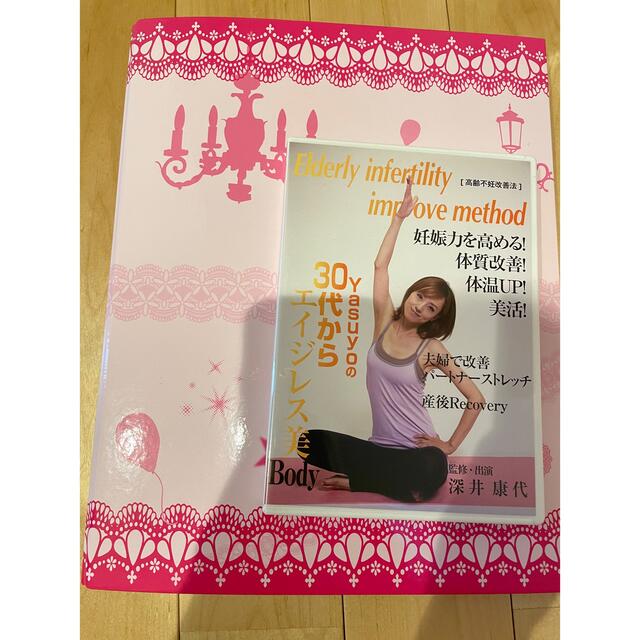 Elderly infertility
[高齢不妊改善法]
improve method
妊娠力を高める!
体質改善!
体温UP!
美活!
Yasuyoの
30代から
エイジレス美
Body
夫婦で改善
パートナーストレッチ
産後Recovery
監修・出演
深井 康代